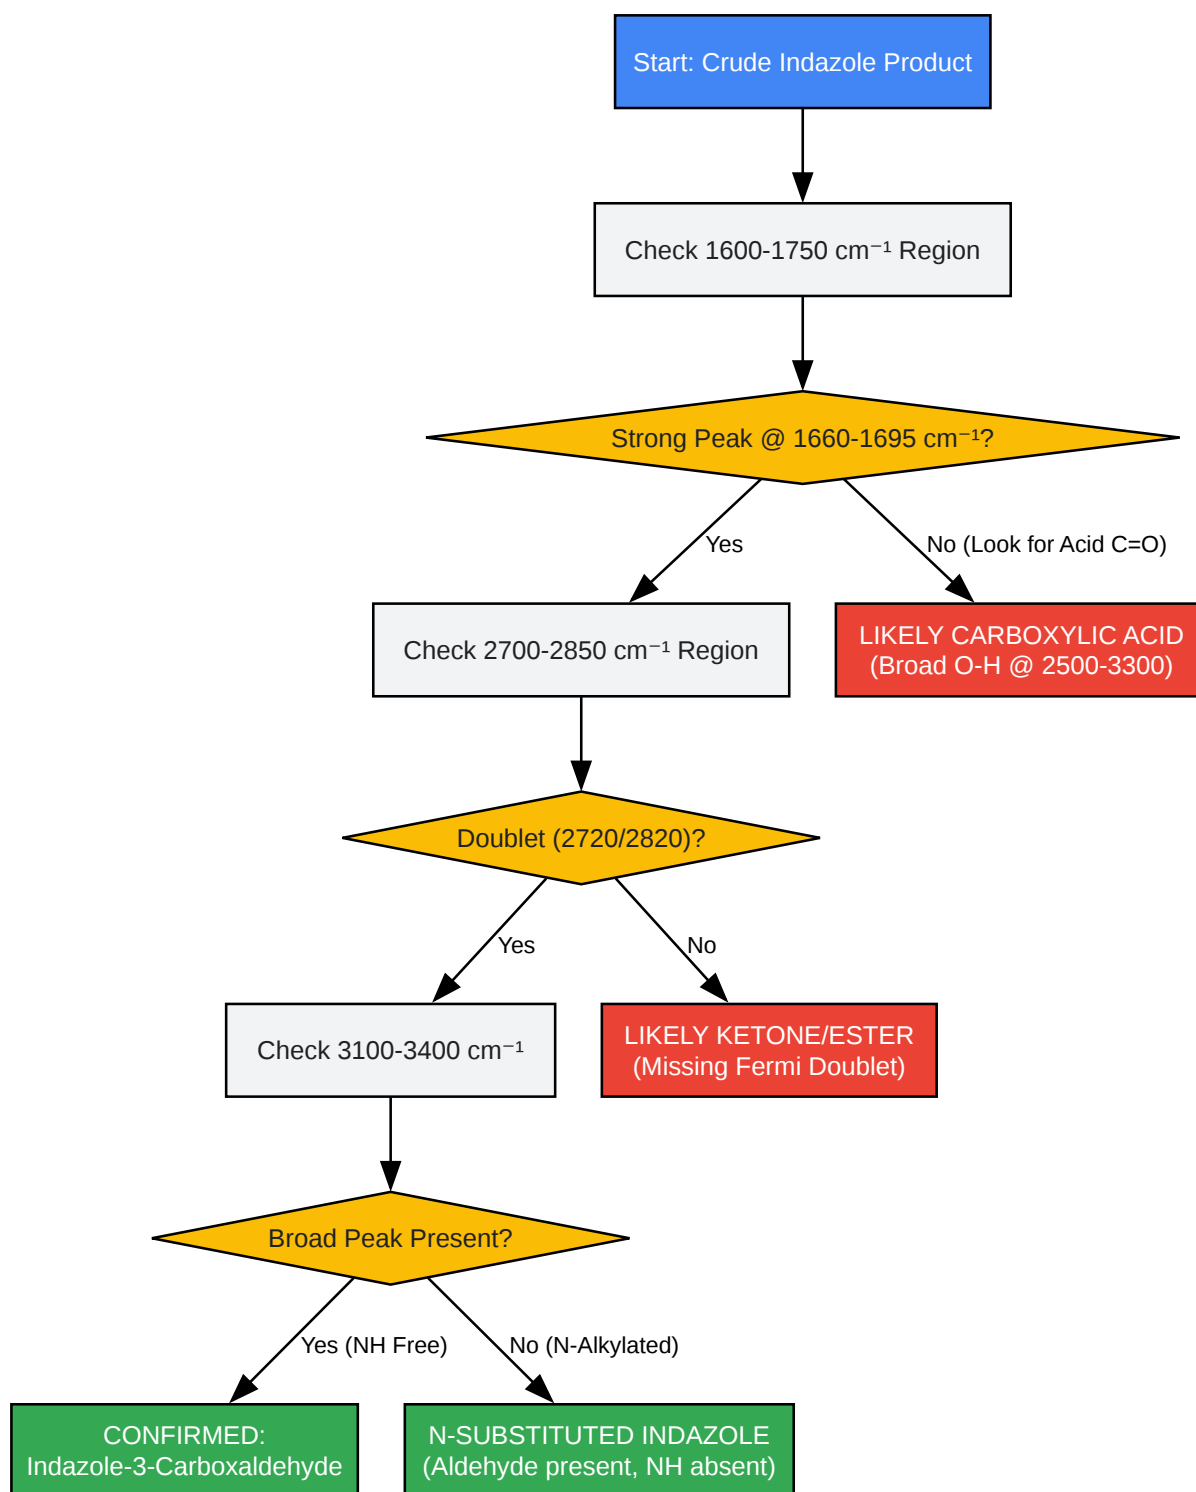 Start: Crude Indazole Product
Check 1600-1750 cm⁻¹ Region
Strong Peak @ 1660-1695 cm⁻¹?
Yes
No (Look for Acid C=O)
Check 2700-2850 cm⁻¹ Region
LIKELY CARBOXYLIC ACID
(Broad O-H @ 2500-3300)
Doublet (2720/2820)?
Yes
No
Check 3100-3400 cm⁻¹
LIKELY KETONE/ESTER
(Missing Fermi Doublet)
Broad Peak Present?
Yes (NH Free)
No (N-Alkylated)
CONFIRMED:
Indazole-3-Carboxaldehyde
N-SUBSTITUTED INDAZOLE
(Aldehyde present, NH absent)